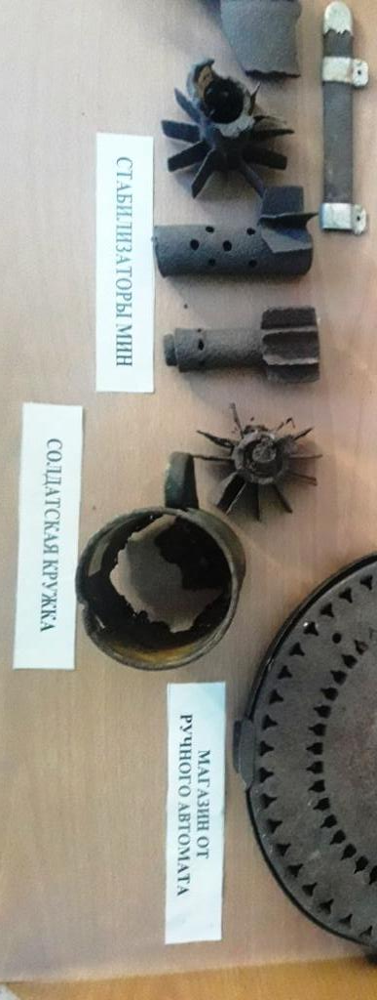 СТАБИЛИЗАТОРЫ МИН
СОЛДАТСКАЯ КРУЖКА
МАГАЗИН ОТ
РУЧНОГО АВТОМАТА